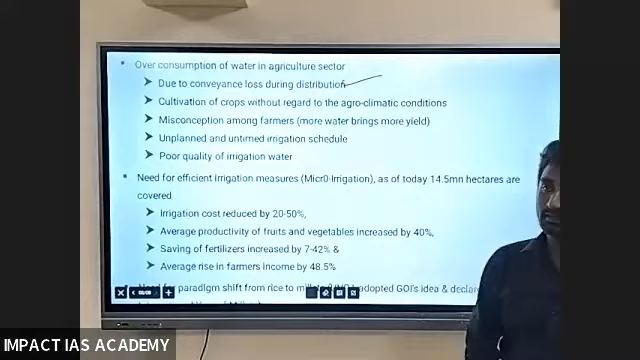 Over consumption of water in agriculture sector
Due to conveyance loss during distribution
Cultivation of crops without regard to the agro-climatic conditions
Misconception among farmers (more water brings more yield)
Unplanned and untimed irrigation schedule
Poor quality of irrigation water
Need for efficient irrigation measures (Micr0-Irrigation), as of today 14.5mn hectares are
covered
Irrigation cost reduced by 20-50%,
Average productivity of fruits and vegetables increased by 40%,
Saving of fertilizers increased by 7-42% &
Average rise in farmers income by 48.5%
Need for paradigm shift from rice to adopted GOI's idea &
IMPACT IAS ACADEMY